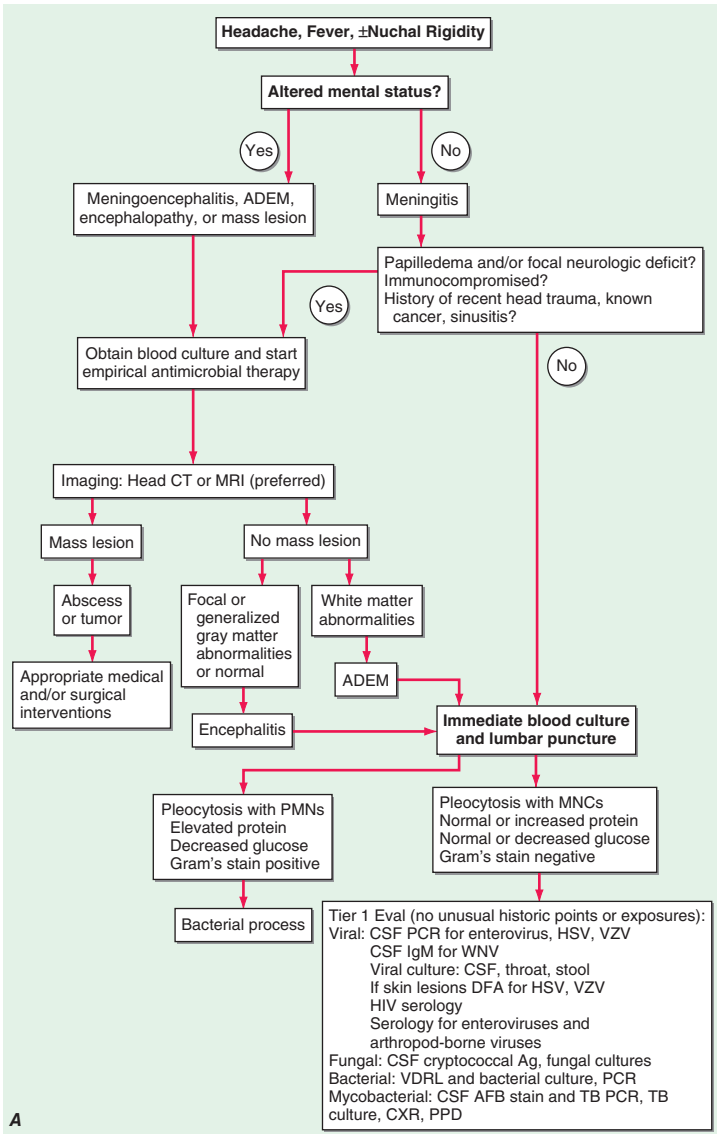 Headache, Fever, ±Nuchal Rigidity
Altered mental status?
Yes
No
Meningoencephalitis, ADEM,
encephalopathy, or mass lesion
Meningitis
Papilledema and/or focal neurologic deficit?
Immunocompromised?
History of recent head trauma, known
cancer, sinusitis?
Yes
No
Obtain blood culture and start
empirical antimicrobial therapy
Imaging: Head CT or MRI (preferred)
Mass lesion
No mass lesion
Abscess
or tumor
Focal or
generalized
gray matter
abnormalities
or normal
White matter
abnormalities
Appropriate medical
and/or surgical
interventions
ADEM
Encephalitis
Immediate blood culture
and lumbar puncture
Pleocytosis with PMNs
Elevated protein
Decreased glucose
Gram's stain positive
Pleocytosis with MNCs
Normal or increased protein
Normal or decreased glucose
Gram's stain negative
Bacterial process
Tier 1 Eval (no unusual historic points or exposures):
Viral: CSF PCR for enterovirus, HSV, VZV
CSF IgM for WNV
Viral culture: CSF, throat, stool
If skin lesions DFA for HSV, VZV
HIV serology
Serology for enteroviruses and
arthropod-borne viruses
Fungal: CSF cryptococcal Ag, fungal cultures
Bacterial: VDRL and bacterial culture, PCR
Mycobacterial: CSF AFB stain and TB PCR, TB
culture, CXR, PPD
A